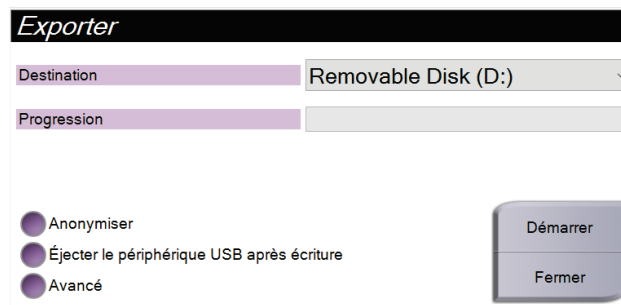 Exporter
Destination
Removable Disk (D:)
Progression
Anonymiser
Éjecter le périphérique USB après écriture
Avancé
Démarrer
Fermer